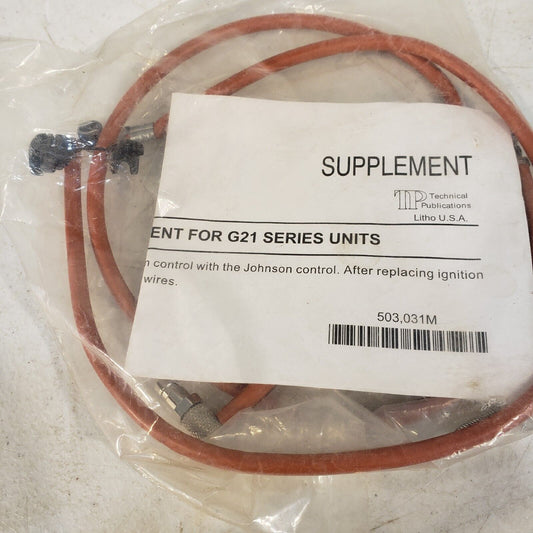 SUPPLEMENT
TP Technical
Publications
Litho U.S.A.
ENT FOR G21 SERIES UNITS
control with the Johnson control. After replacing ignition
wires.
503,031M